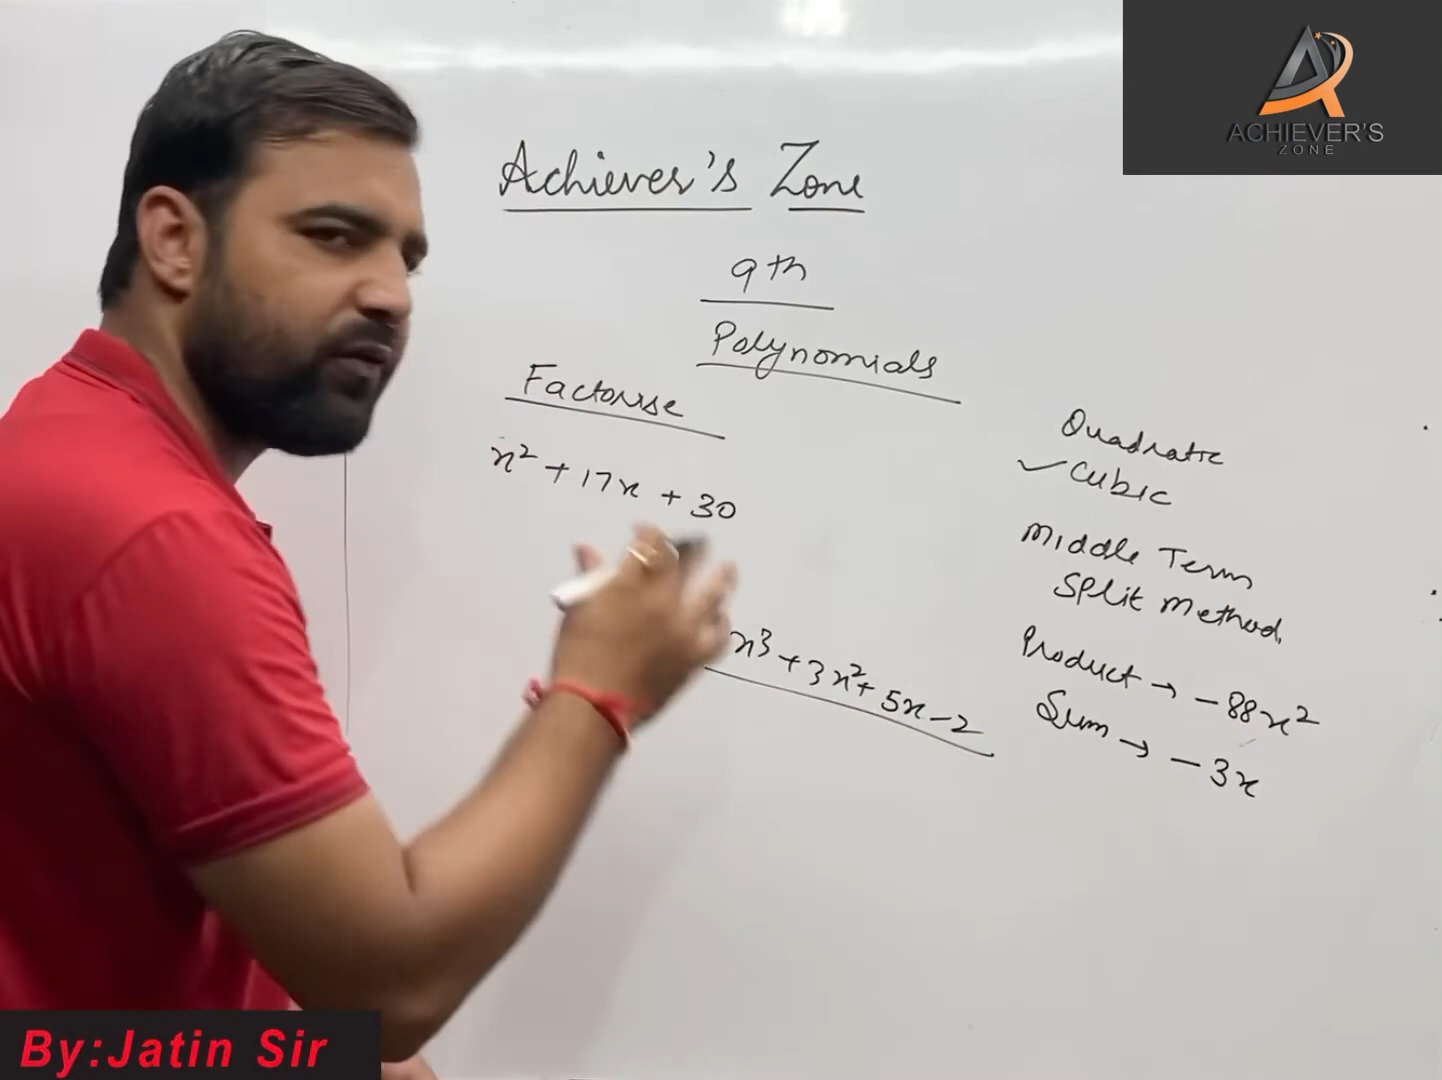 ACHIEVER'S
ZONE
Achiever's Zone
9th
Polynomials
Factorise
x² + 17x + 30
x³ + 3x² + 5x - 2
Quadratic
✓ Cubic
Middle Term
Split Method
Product → - 88x²
Sum → - 3x
By:Jatin Sir